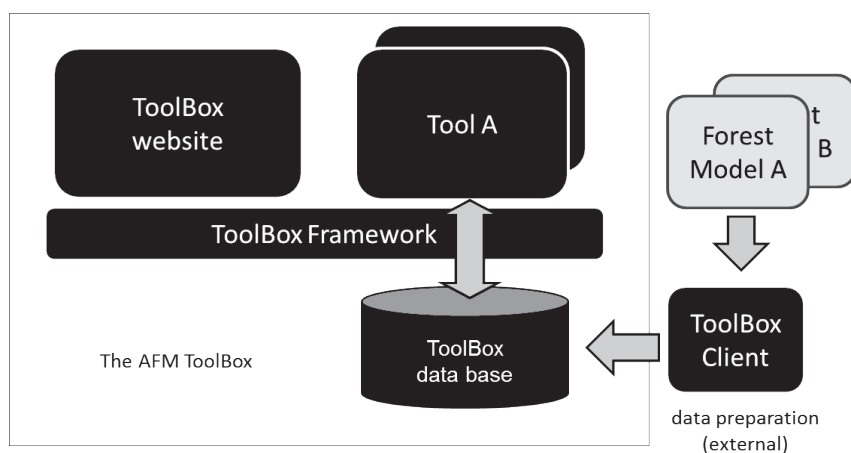 ToolBox
website
Tool A
ToolBox Framework
ToolBox
data base
The AFM ToolBox
Forest
Model A
t
B
ToolBox
Client
data preparation
(external)